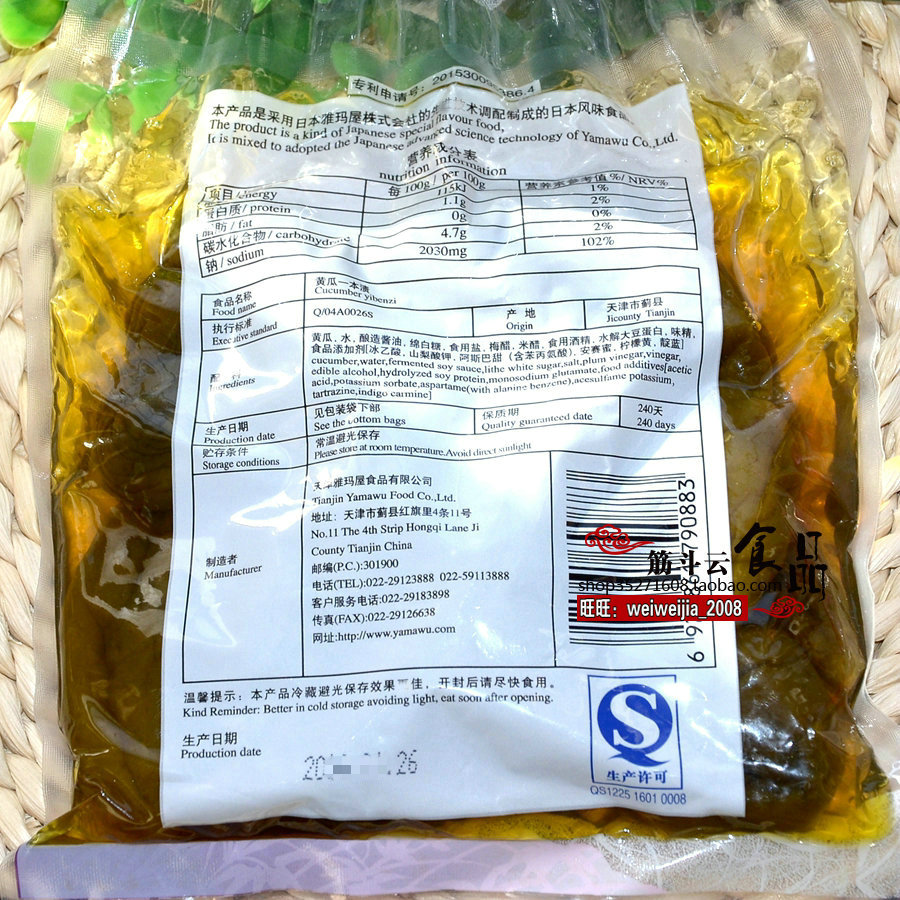 专利申请号: 20153009 386.4
本产品是采用日本雅玛屋株式会社的 技术调配制成的日本风味食品
The product is a kind of Japanese special flavour food,
It is mixed to adopted the Japanese advanced science technology of Yamawu Co.,Ltd.
营养成分表
nutrition information
项目/energy 每100g/ per 100g 营养素参考值%/ NRV%
115kj 1%
蛋白质/ protein 1.1g 2%
脂肪 / fat 0g 0%
碳水化合物/ carbohydrate 4.7g 2%
钠 / sodium 2030mg 102%
食品名称 黄瓜一本渍
Food name Cucumber yibenzi
执行标准 Q/04A0026S 产 地 天津市蓟县
Executive standard Origin Jicounty Tianjin
配 料 黄瓜, 水, 酿造酱油, 绵白糖, 食用盐, 梅醋, 米醋, 食用酒精, 水解大豆蛋白, 味精,
Ingredients 食品添加剂[冰乙酸, 山梨酸钾, 阿斯巴甜 (含苯丙氨酸), 安赛蜜, 柠檬黄, 靛蓝]
cucumber,water,fermented soy sauce,lithe white sugar,salt,plum vinegar,vinegar,
edible alcohol,hydrolyzed soy protein,monosodium glutamate,food additives[acetic
acid,potassium sorbate,aspartame(with alanine benzene),acesulfame potassium,
tartrazine,indigo carmine]
生产日期 见包装袋下部 保质期 240天
Production date See the bottom bags Quality guaranteed date 240 days
贮存条件 常温避光保存
Storage conditions Please store at room temperature.Avoid direct sunlight
制造者
Manufacturer
天津雅玛屋食品有限公司
Tianjin Yamawu Food Co.,Ltd.
地址: 天津市蓟县红旗里4条11号
No.11 The 4th Strip Hongqi Lane Ji
County Tianjin China
邮编(P.C.):301900
电话(TEL):022-29123888 022-59113888
客户服务电话:022-29183898
传真(FAX):022-29126638
网址:http://www.yamawu.com
790883
筋斗云食品
shop35271608.taobao.com
旺旺: weiweijia_2008
温馨提示: 本产品冷藏避光保存效果更佳, 开封后请尽快食用。
Kind Reminder: Better in cold storage avoiding light, eat soon after opening.
生产日期
Production date
26
S
生产许可
QS1225 1601 0008